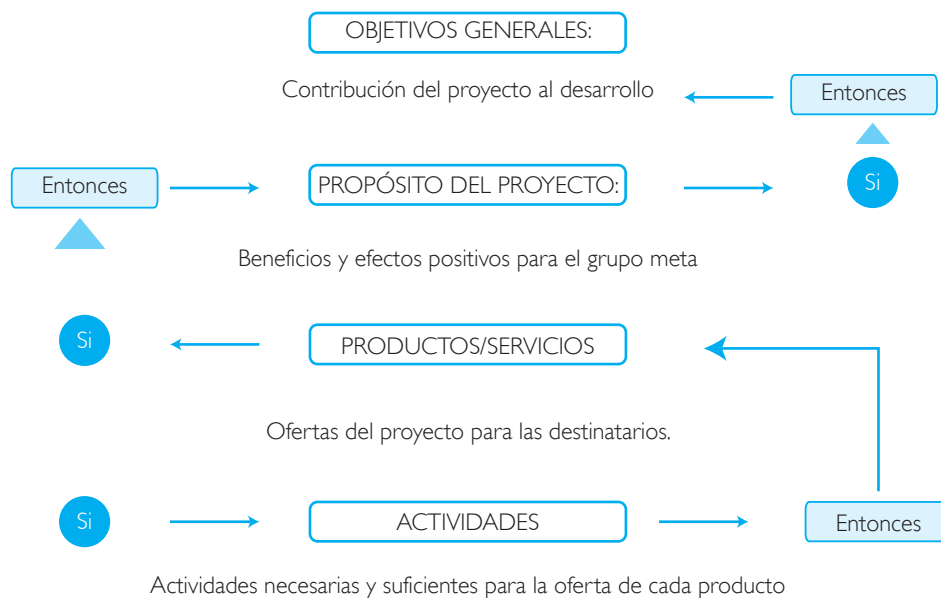 OBJETIVOS GENERALES:
Contribución del proyecto al desarrollo
Entonces
Entonces
PROPÓSITO DEL PROYECTO:
Si
Beneficios y efectos positivos para el grupo meta
Si
PRODUCTOS/SERVICIOS
Ofertas del proyecto para las destinatarios.
Si
ACTIVIDADES
Entonces
Actividades necesarias y suficientes para la oferta de cada producto